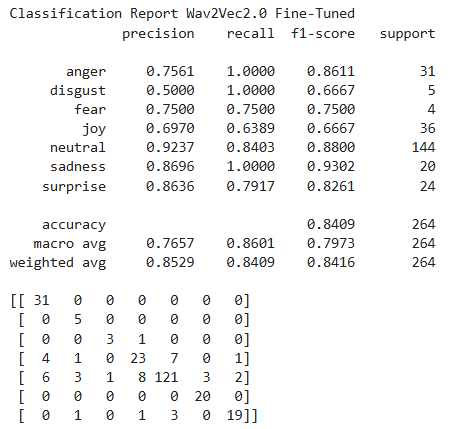 Classification Report Wav2Vec2.0 Fine-Tuned
precision recall f1-score support
anger 0.7561 1.0000 0.8611 31
disgust 0.5000 1.0000 0.6667 5
fear 0.7500 0.7500 0.7500 4
joy 0.6970 0.6389 0.6667 36
neutral 0.9237 0.8403 0.8800 144
sadness 0.8696 1.0000 0.9302 20
surprise 0.8636 0.7917 0.8261 24
accuracy 0.8409 264
macro avg 0.7657 0.8601 0.7973 264
weighted avg 0.8529 0.8409 0.8416 264
[[ 31 0 0 0 0 0 0]
[ 0 5 0 0 0 0 0]
[ 0 0 3 1 0 0 0]
[ 4 1 0 23 7 0 1]
[ 6 3 1 8 121 3 2]
[ 0 0 0 0 0 20 0]
[ 0 1 0 1 3 0 19]]